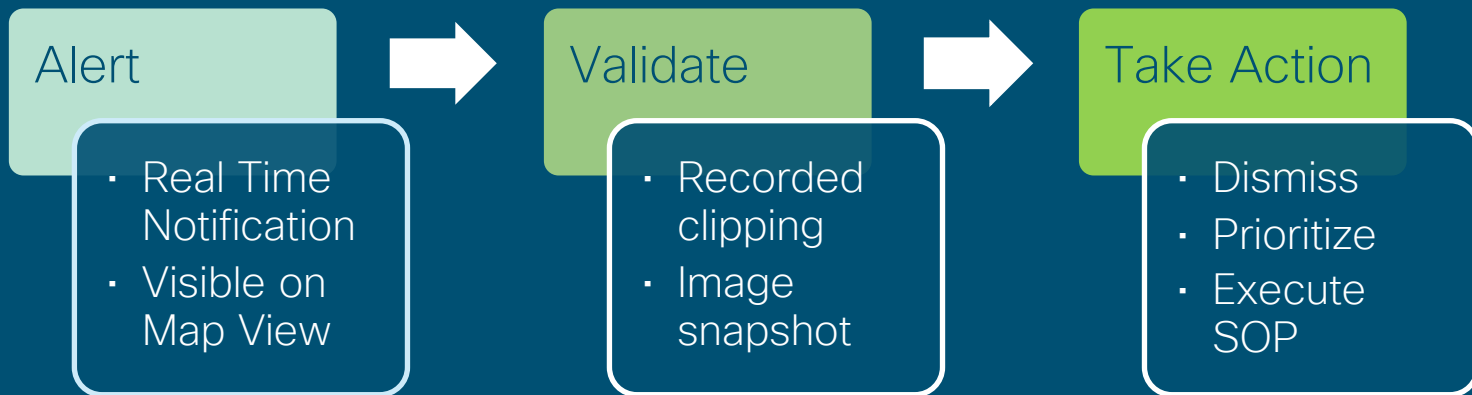 Alert
· Real Time
Notification
· Visible on
Map View
Validate
· Recorded
clipping
· Image
snapshot
Take Action
· Dismiss
· Prioritize
· Execute
SOP